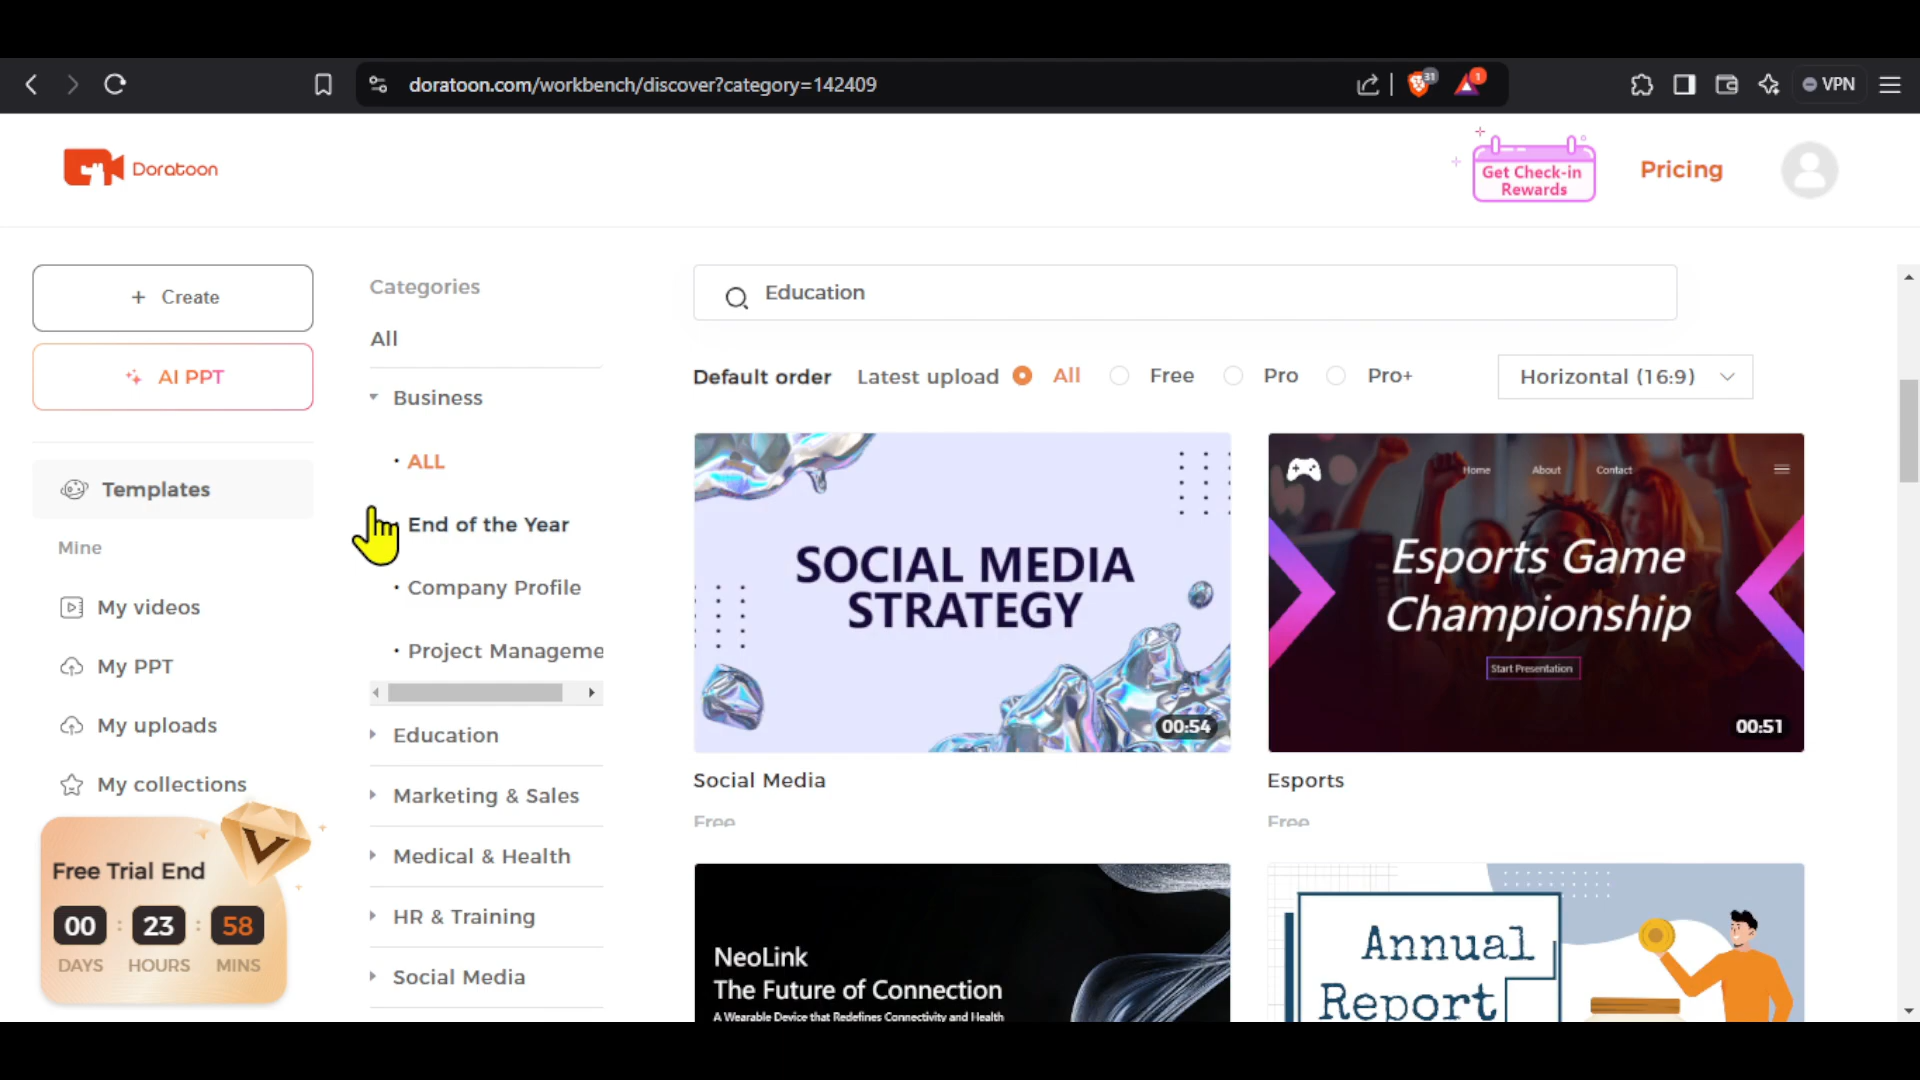 doratoon.com/workbench/discover?category=142409
31
1
VPN
Doratoon
Get Check-in
Rewards
Pricing
+ Create
AI PPT
Templates
Mine
My videos
My PPT
My uploads
My collections
Free Trial End
00 : 23 : 58
DAYS HOURS MINS
Categories
All
Business
· ALL
End of the Year
· Company Profile
· Project Manageme
Education
Marketing & Sales
Medical & Health
HR & Training
Social Media
Education
Default order Latest upload All Free Pro Pro+ Horizontal (16:9)
SOCIAL MEDIA
STRATEGY
00:54
Social Media
Free
Home About Contact
Esports Game
Championship
Start Presentation
00:51
Esports
Free
NeoLink
The Future of Connection
A Wearable Device that Redefines Connectivity and Health
Annual
Report